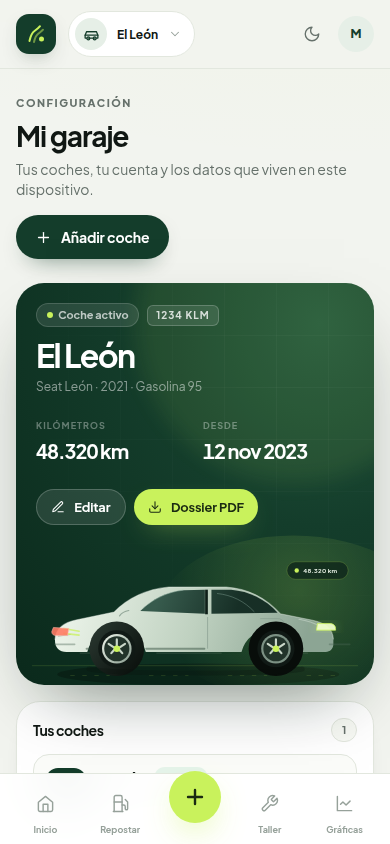 El León
M
CONFIGURACIÓN
Mi garaje
Tus coches, tu cuenta y los datos que viven en este
dispositivo.
Añadir coche
Coche activo
1234 KLM
El León
Seat León · 2021 · Gasolina 95
KILÓMETROS
DESDE
48.320 km
12 nov 2023
Editar
Dossier PDF
48.320 km
Tus coches
1
Inicio
Repostar
Taller
Gráficas